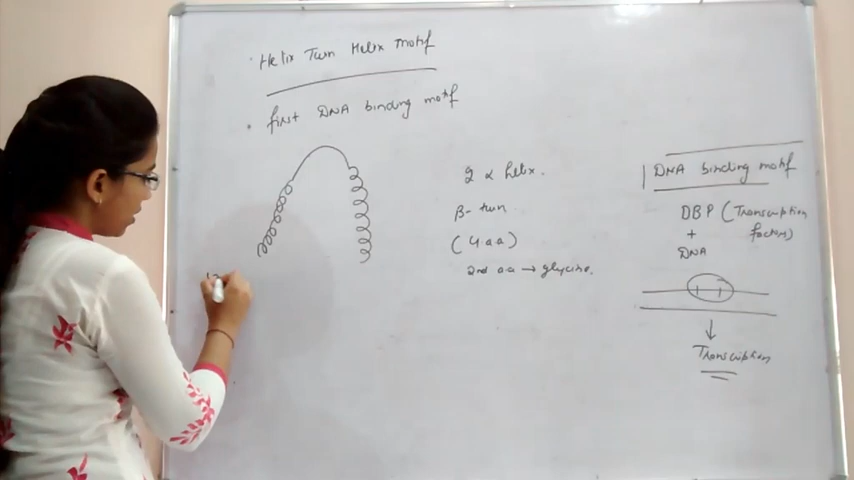 · Helix Turn Helix motif
· first DNA binding motif
2 α helix.
β- turn
(4 aa)
2nd aa → glycine.
DNA binding motif
DBP (Transcription
factors)
+
DNA
↓
Transcription